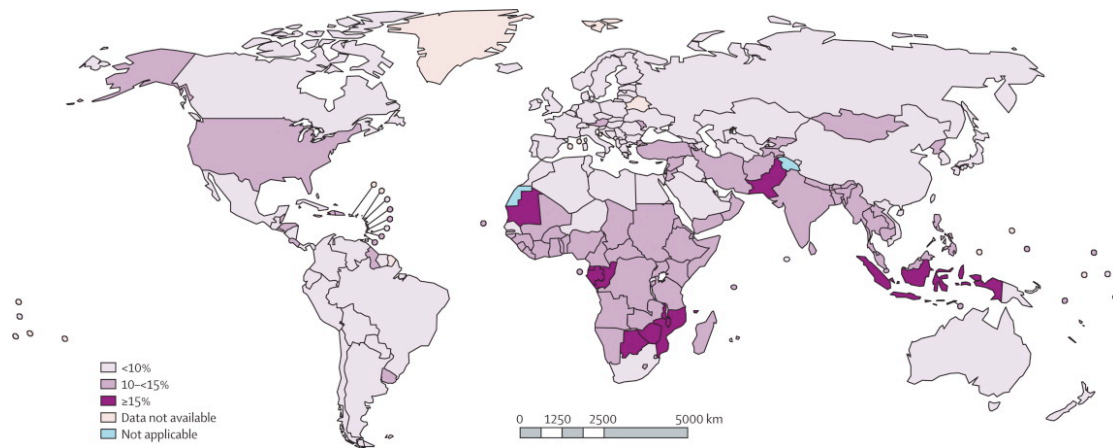 <10%
10–<15%
≥15%
Data not available
Not applicable
0 1250 2500 5000 km